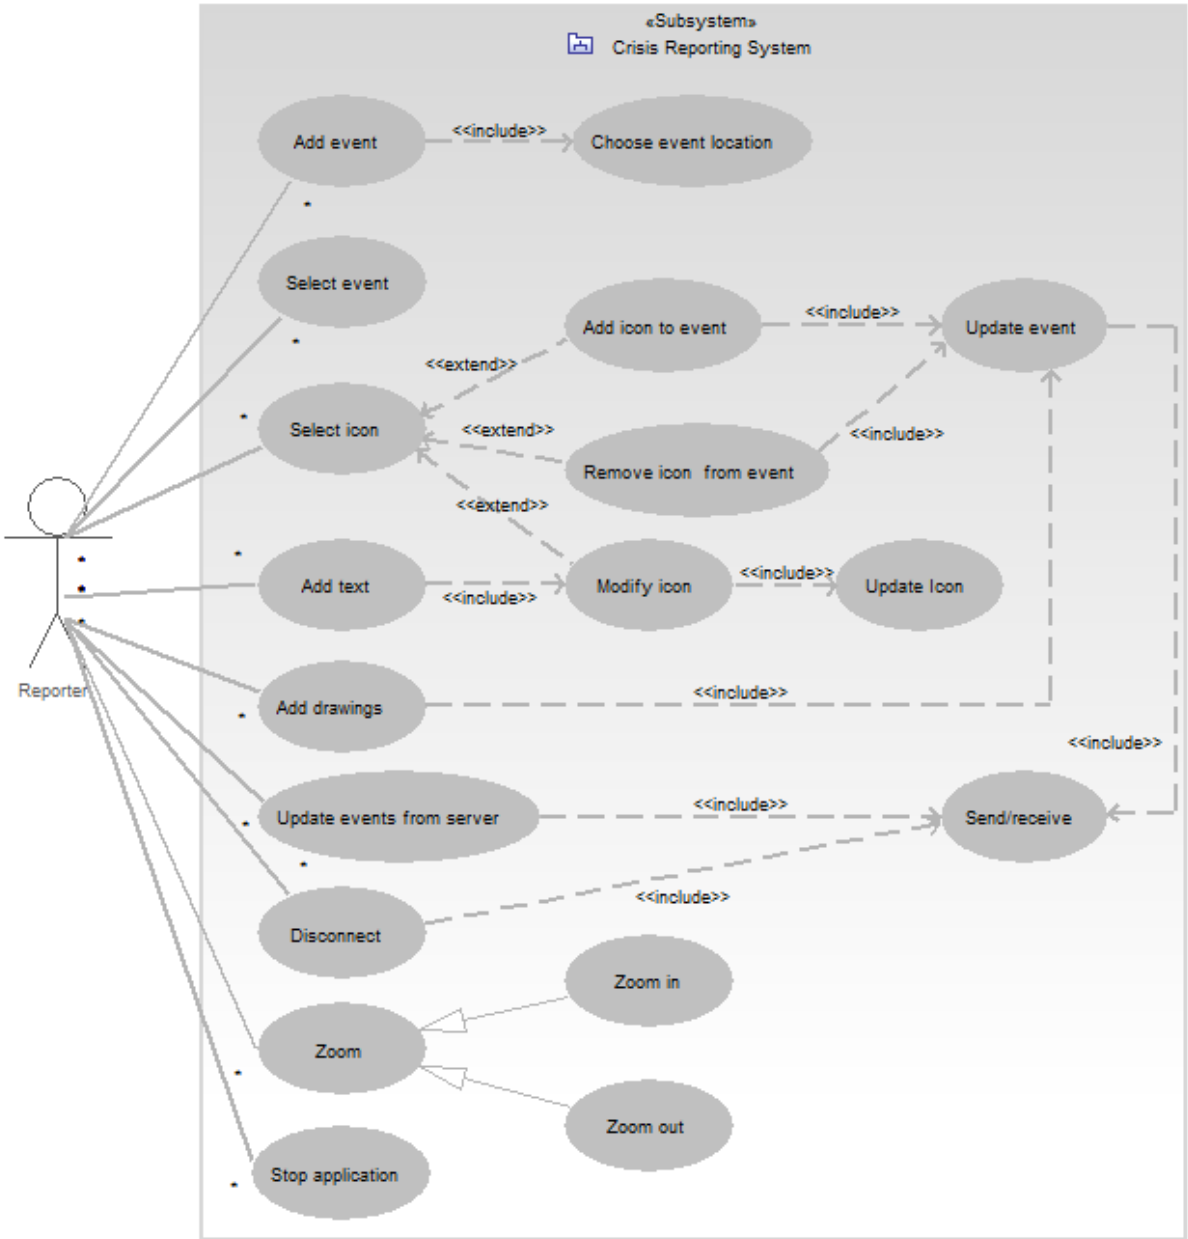 «Subsystem»
Crisis Reporting System
Add event
<<include>>
Choose event location
*
Select event
*
Add icon to event
<<include>>
Update event
<<extend>>
*
Select icon
<<extend>>
<<include>>
Remove icon from event
<<extend>>
*
*
*
Add text
<<include>>
Modify icon
<<include>>
Update Icon
*
Reporter
Add drawings
<<include>>
*
<<include>>
Update events from server
<<include>>
Send/receive
*
*
<<include>>
Disconnect
Zoom in
Zoom
*
Zoom out
Stop application
*